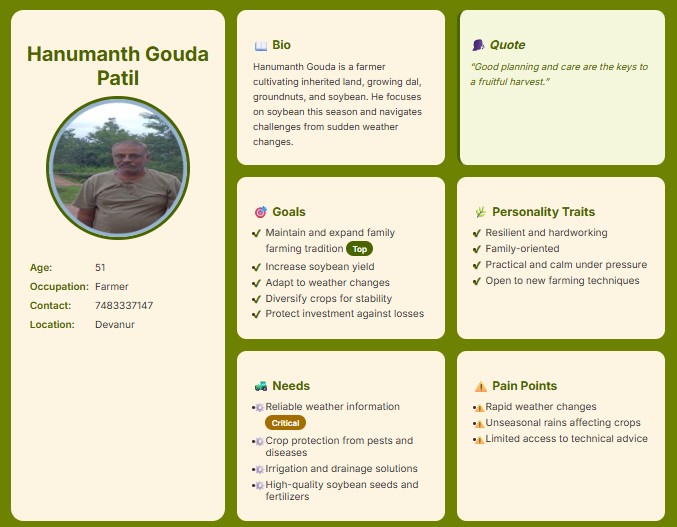 Hanumanth Gouda
Patil
Age: 51
Occupation: Farmer
Contact: 7483337147
Location: Devanur
Bio
Hanumanth Gouda is a farmer
cultivating inherited land, growing dal,
groundnuts, and soybean. He focuses
on soybean this season and navigates
challenges from sudden weather
changes.
Quote
“Good planning and care are the keys to
a fruitful harvest.”
Goals
Maintain and expand family
farming tradition Top
Increase soybean yield
Adapt to weather changes
Diversify crops for stability
Protect investment against losses
Personality Traits
Resilient and hardworking
Family-oriented
Practical and calm under pressure
Open to new farming techniques
Needs
Reliable weather information
Critical
Crop protection from pests and
diseases
Irrigation and drainage solutions
High-quality soybean seeds and
fertilizers
Pain Points
Rapid weather changes
Unseasonal rains affecting crops
Limited access to technical advice